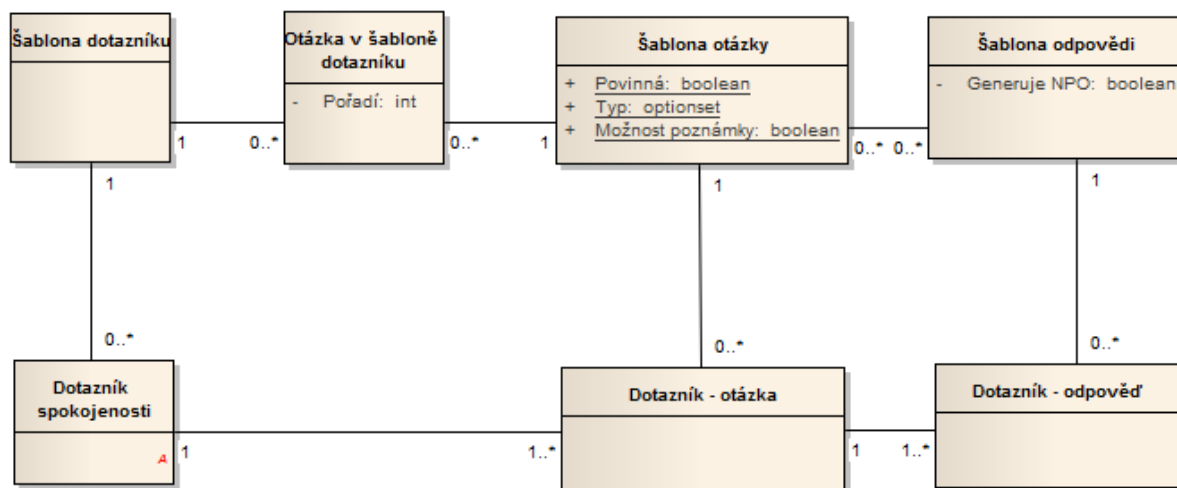 Šablona dotazníku
Otázka v šabloně
dotazníku
- Pořadí: int
Šablona otázky
+ Povinná: boolean
+ Typ: optionset
+ Možnost poznámky: boolean
Šablona odpovědi
- Generuje NPO: boolean
1
0..*
0..*
1
0..*
0..*
1
1
1
0..*
0..*
0..*
Dotazník
spokojenosti
A
Dotazník - otázka
Dotazník - odpověď
1
1..*
1
1..*